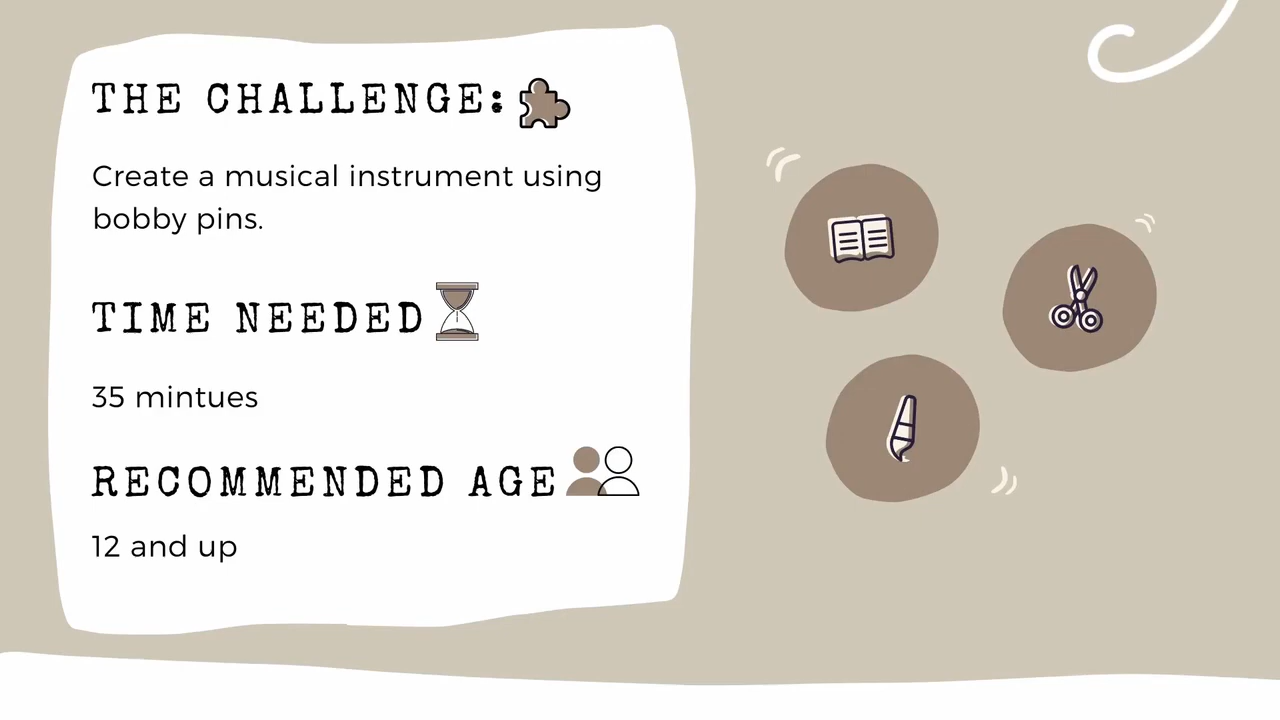 THE CHALLENGE:
Create a musical instrument using
bobby pins.
TIME NEEDED
35 mintues
RECOMMENDED AGE
12 and up